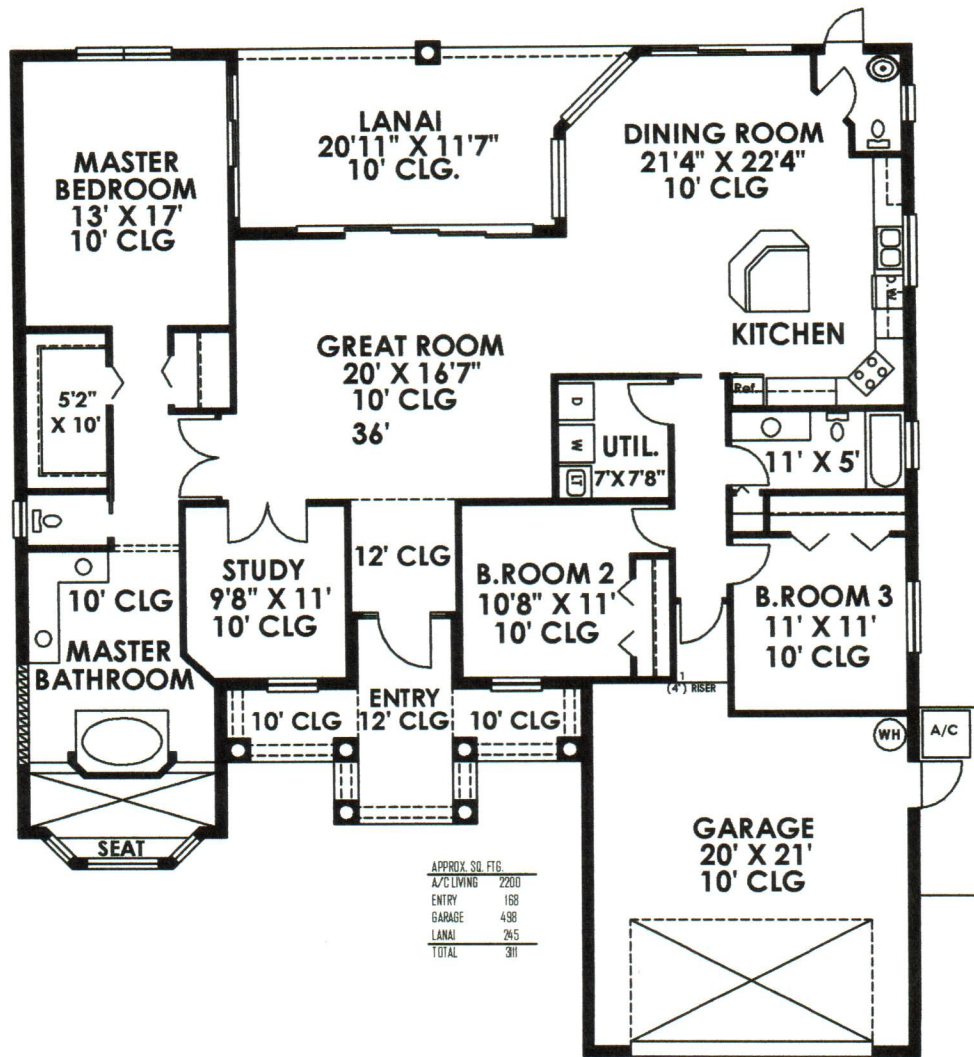 LANAI
20'11" X 11'7"
10' CLG.
DINING ROOM
21'4" X 22'4"
10' CLG
MASTER
BEDROOM
13' X 17'
10' CLG
D.W
KITCHEN
Ref.
GREAT ROOM
20' X 16'7"
10' CLG
36'
5'2"
X 10'
D
W
LT
UTIL.
7'X 7'8"
11' X 5'
STUDY
9'8" X 11'
10' CLG
12' CLG
B.ROOM 2
10'8" X 11'
10' CLG
B.ROOM 3
11' X 11'
10' CLG
10' CLG
MASTER
BATHROOM
1
(4") RISER
ENTRY
10' CLG
12' CLG
10' CLG
WH
A/C
SEAT
GARAGE
20' X 21'
10' CLG
APPROX. SQ. FTG.
A/C LIVING 2200
ENTRY 168
GARAGE 498
LANAI 245
TOTAL 3111